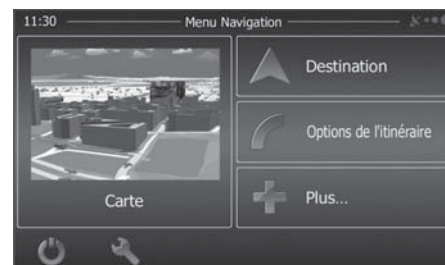 11:30
Menu Navigation
Destination
Options de l'itinéraire
Carte
Plus...